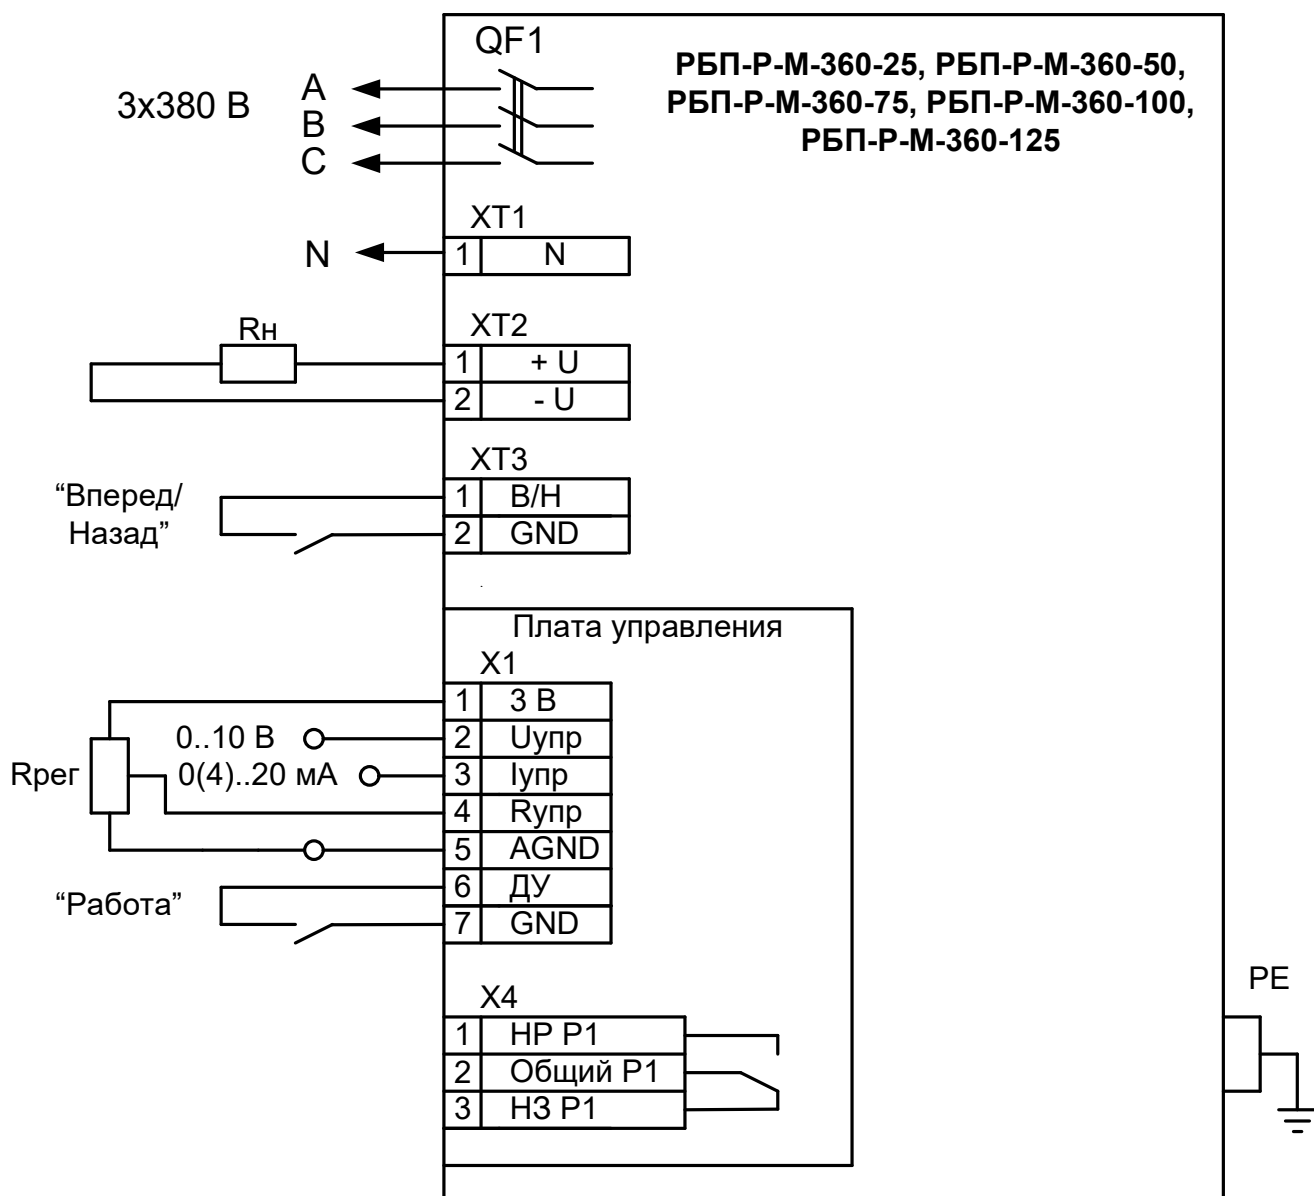 QF1
РБП-Р-М-360-25, РБП-Р-М-360-50,
РБП-Р-М-360-75, РБП-Р-М-360-100,
РБП-Р-М-360-125
3x380 В
A
B
C
XT1
N
1 N
Rн
XT2
1 + U
2 - U
XT3
“Вперед/
Назад”
1 В/Н
2 GND
Плата управления
X1
1 3 В
0..10 В 2 Uупр
Rрег 0(4)..20 мА 3 Iупр
4 Rупр
5 AGND
“Работа” 6 ДУ
7 GND
PE
X4
1 НР Р1
2 Общий Р1
3 НЗ Р1